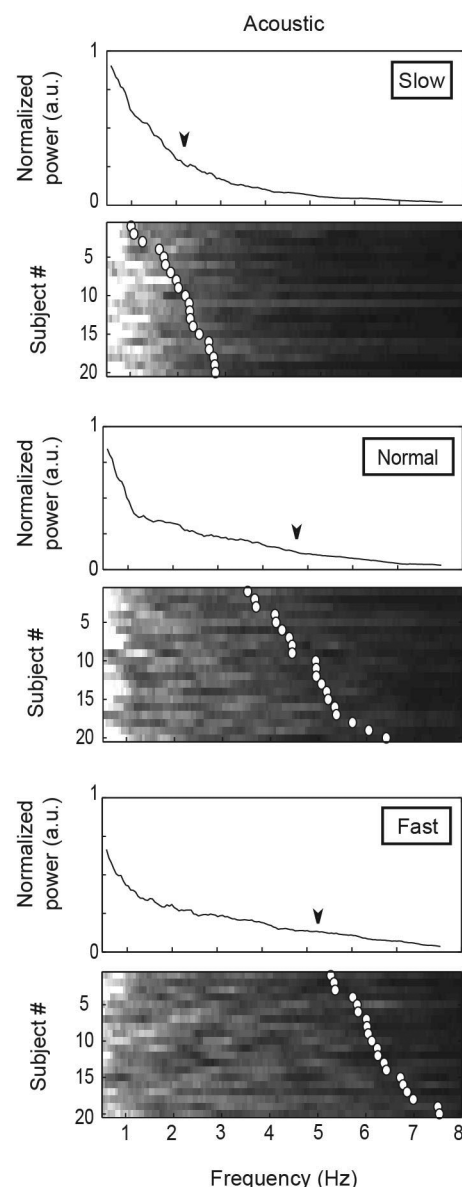 Acoustic
Normalized
power (a.u.)
1
0
Slow
Subject #
5
10
15
20
Normalized
power (a.u.)
1
0
Normal
Subject #
5
10
15
20
Normalized
power (a.u.)
1
0
Fast
Subject #
5
10
15
20
1 2 3 4 5 6 7 8
Frequency (Hz)